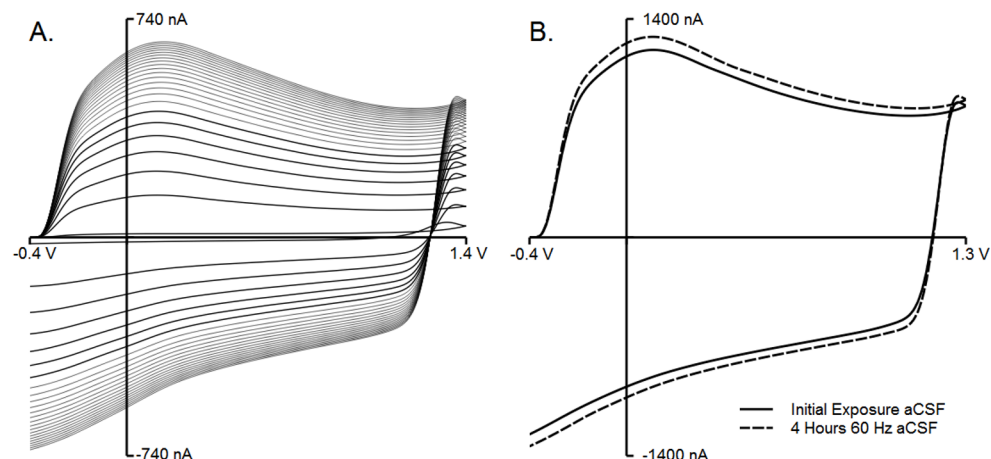 A.
740 nA
-0.4 V
1.4 V
-740 nA
B.
1400 nA
-0.4 V
1.3 V
Initial Exposure aCSF
4 Hours 60 Hz aCSF
-1400 nA